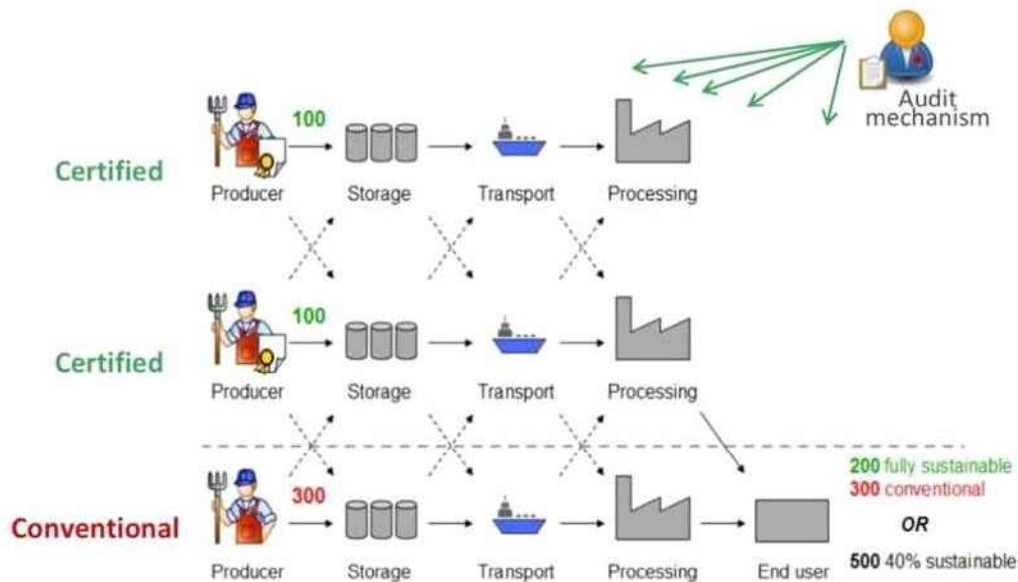 Audit
mechanism
100
Certified
Producer Storage Transport Processing
100
Certified
Producer Storage Transport Processing
200 fully sustainable
300 300 conventional
Conventional
OR
500 40% sustainable
Producer Storage Transport Processing End user